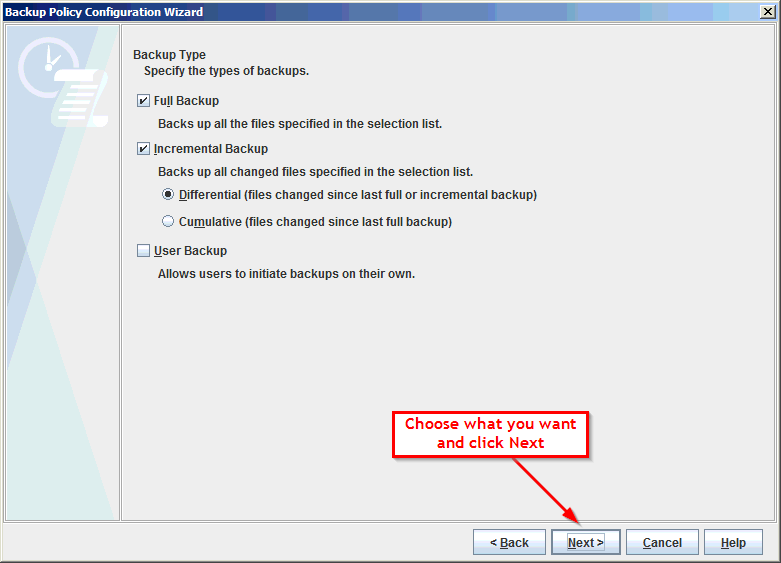 Backup Policy Configuration Wizard
Backup Type
Specify the types of backups.
Full Backup
Backs up all the files specified in the selection list.
Incremental Backup
Backs up all changed files specified in the selection list.
Differential (files changed since last full or incremental backup)
Cumulative (files changed since last full backup)
User Backup
Allows users to initiate backups on their own.
Choose what you want
and click Next
< Back Next > Cancel Help